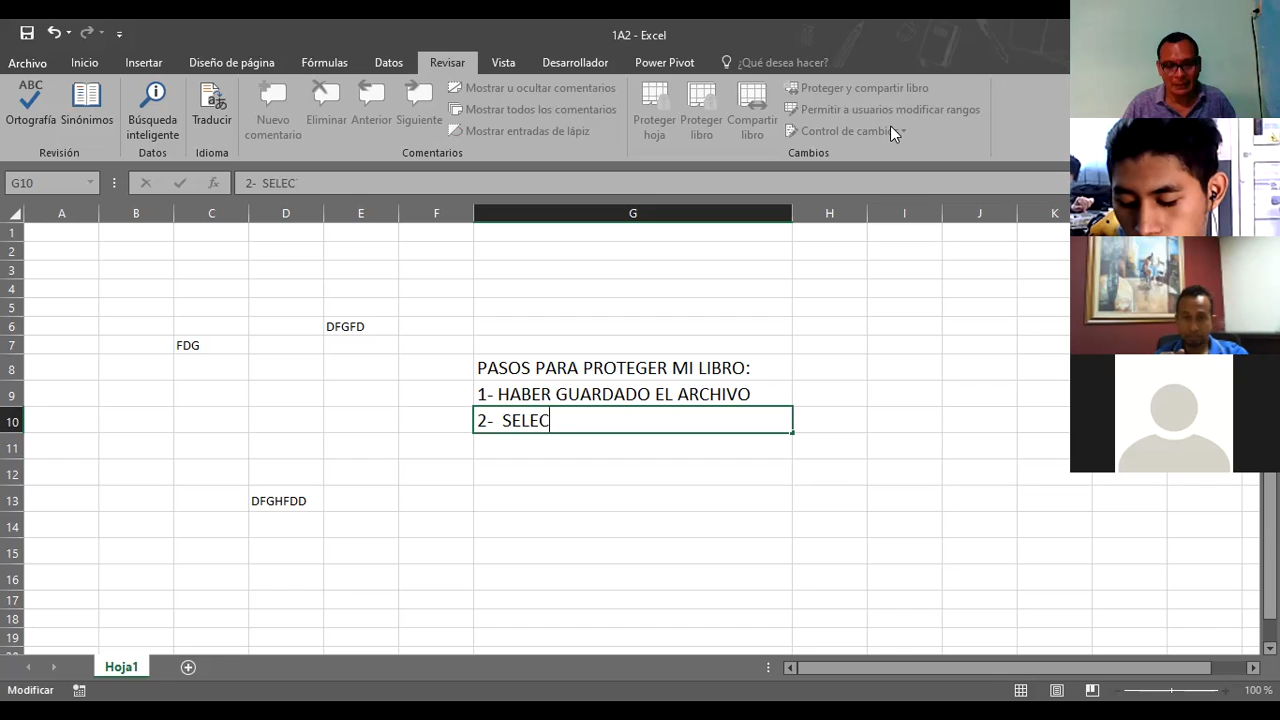 1A2 - Excel
Archivo Inicio Insertar Diseño de página Fórmulas Datos Revisar Vista Desarrollador Power Pivot ¿Qué desea hacer?
ABC
Ortografía Sinónimos
Revisión
Búsqueda inteligente
Datos
Traducir
Idioma
Nuevo comentario
Eliminar Anterior Siguiente
Mostrar u ocultar comentarios
Mostrar todos los comentarios
Mostrar entradas de lápiz
Comentarios
Proteger hoja
Proteger libro
Compartir libro
Proteger y compartir libro
Permitir a usuarios modificar rangos
Control de
Cambios
G10 fx 2- SELEC
A B C D E F G H I J K
1
2
3
4
5
6 DFGFD
7 FDG
8 PASOS PARA PROTEGER MI LIBRO:
9 1- HABER GUARDADO EL ARCHIVO
10 2- SELEC
11
12
13 DFGHFDD
14
15
16
17
18
19
Hoja1
Modificar
100 %